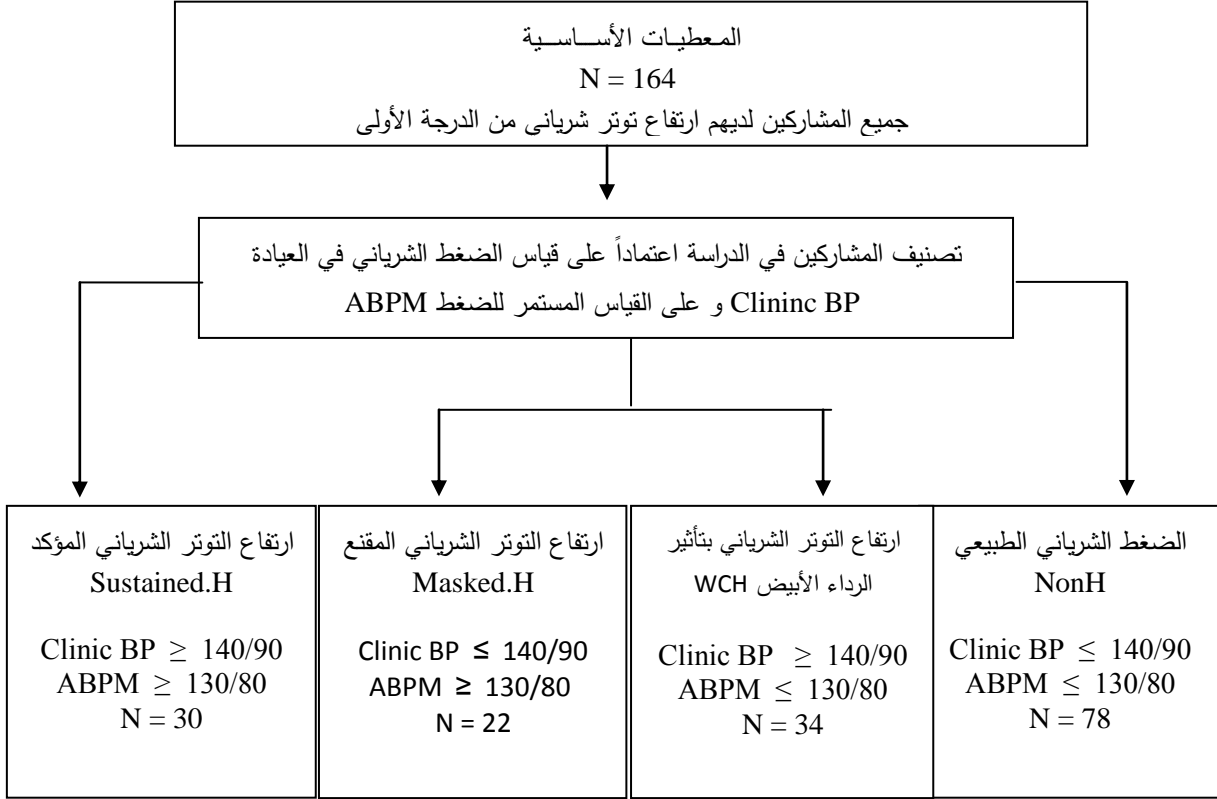 المعطيات الأساسية
N = 164
جميع المشاركين لديهم ارتفاع توتر شرياني من الدرجة الأولى
تصنيف المشاركين في الدراسة اعتماداً على قياس الضغط الشرياني في العيادة
Clininc BP و على القياس المستمر للضغط ABPM
الضغط الشرياني الطبيعي
NonH
Clinic BP ≤ 140/90
ABPM ≤ 130/80
N = 78
ارتفاع التوتر الشرياني بتأثير
الرداء الأبيض WCH
Clinic BP ≥ 140/90
ABPM ≤ 130/80
N = 34
ارتفاع التوتر الشرياني المقنع
Masked.H
Clinic BP ≤ 140/90
ABPM ≥ 130/80
N = 22
ارتفاع التوتر الشرياني المؤكد
Sustained.H
Clinic BP ≥ 140/90
ABPM ≥ 130/80
N = 30